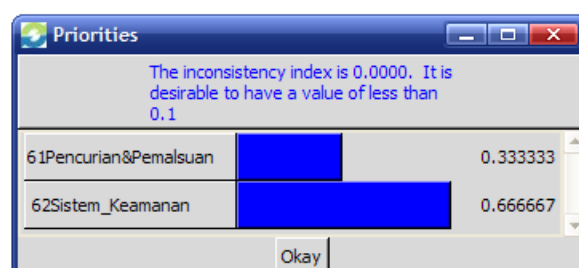 Priorities
The inconsistency index is 0.0000. It is
desirable to have a value of less than
0.1
61Pencurian&Pemalsuan 0.333333
62Sistem_Keamanan 0.666667
Okay